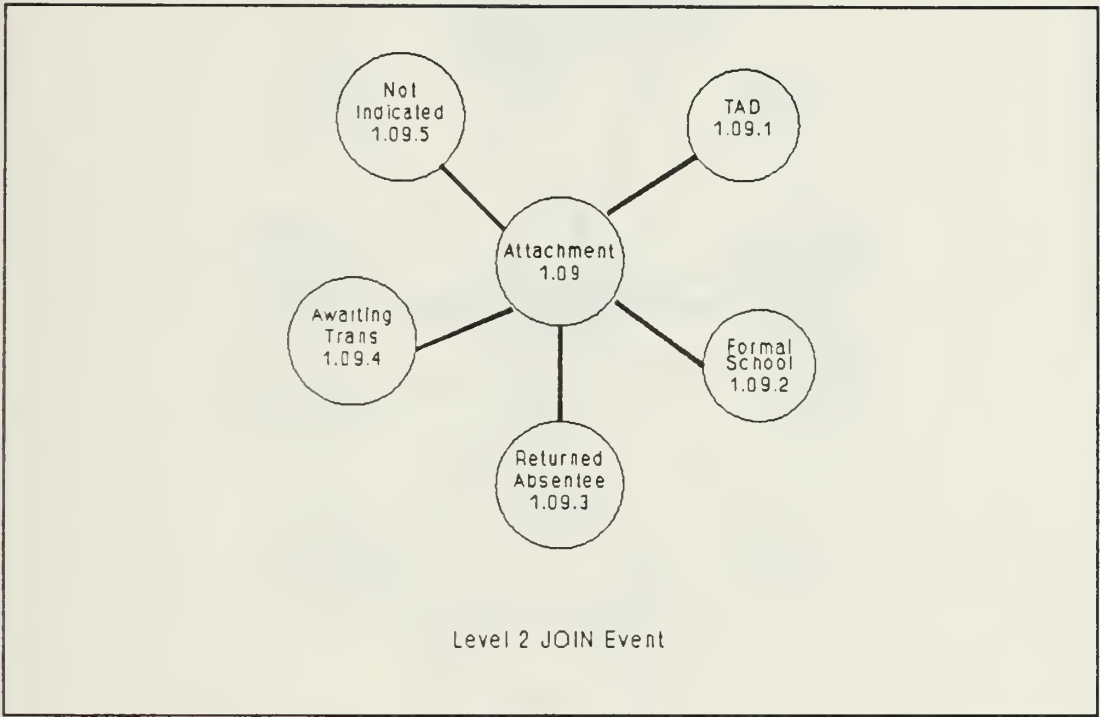 Not
Indicated
1.09.5
TAD
1.09.1
Attachment
1.09
Awaiting
Trans
1.09.4
Formal
School
1.09.2
Returned
Absentee
1.09.3
Level 2 JOIN Event